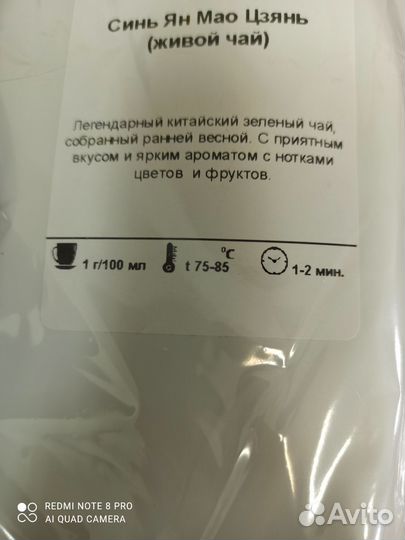 Синь Ян Мао Цзянь
(живой чай)
Легендарный китайский зеленый чай,
собранный ранней весной. С приятным
вкусом и ярким ароматом с нотками
цветов и фруктов.
1 г/100 мл
°C
t 75-85
1-2 мин.
REDMI NOTE 8 PRO
AI QUAD CAMERA
Avito